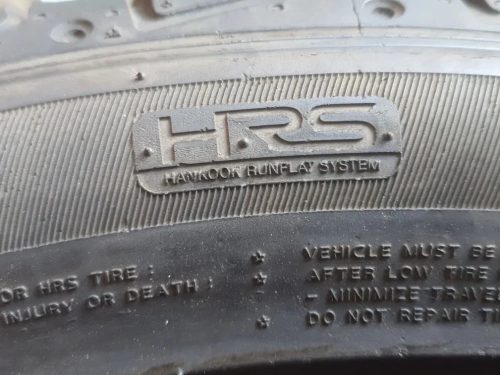 HRS
HANKOOK RUNFLAT SYSTEM
OR HRS TIRE :
INJURY OR DEATH :
* VEHICLE MUST BE
* AFTER LOW TIRE
- MINIMIZE TRAVE
* DO NOT REPAIR TI